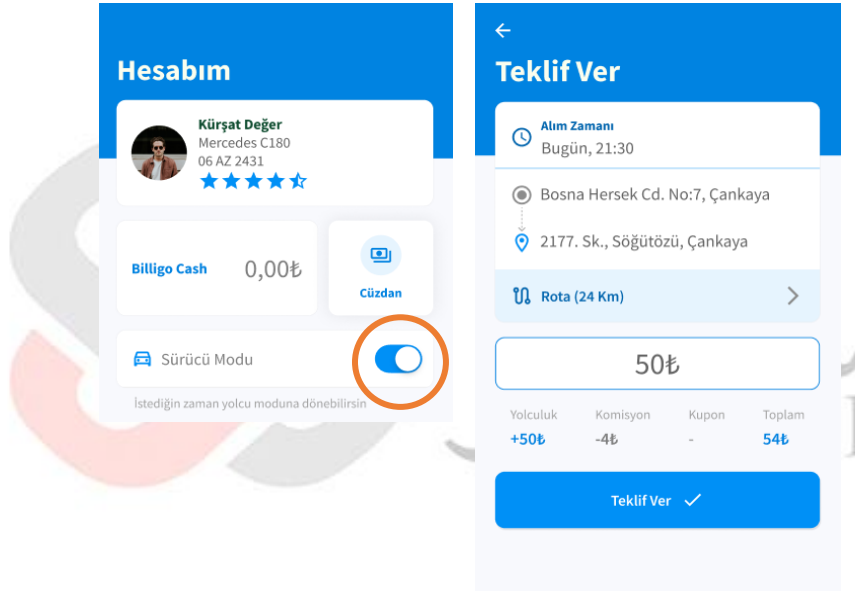 Hesabım
Kürşat Değer
Mercedes C180
06 AZ 2431
Billigo Cash 0,00₺
Cüzdan
Sürücü Modu
İstediğin zaman yolcu moduna dönebilirsin
Teklif Ver
Alım Zamanı
Bugün, 21:30
Bosna Hersek Cd. No:7, Çankaya
2177. Sk., Söğütözü, Çankaya
Rota (24 Km)
50₺
Yolculuk Komisyon Kupon Toplam
+50₺ -4₺ - 54₺
Teklif Ver